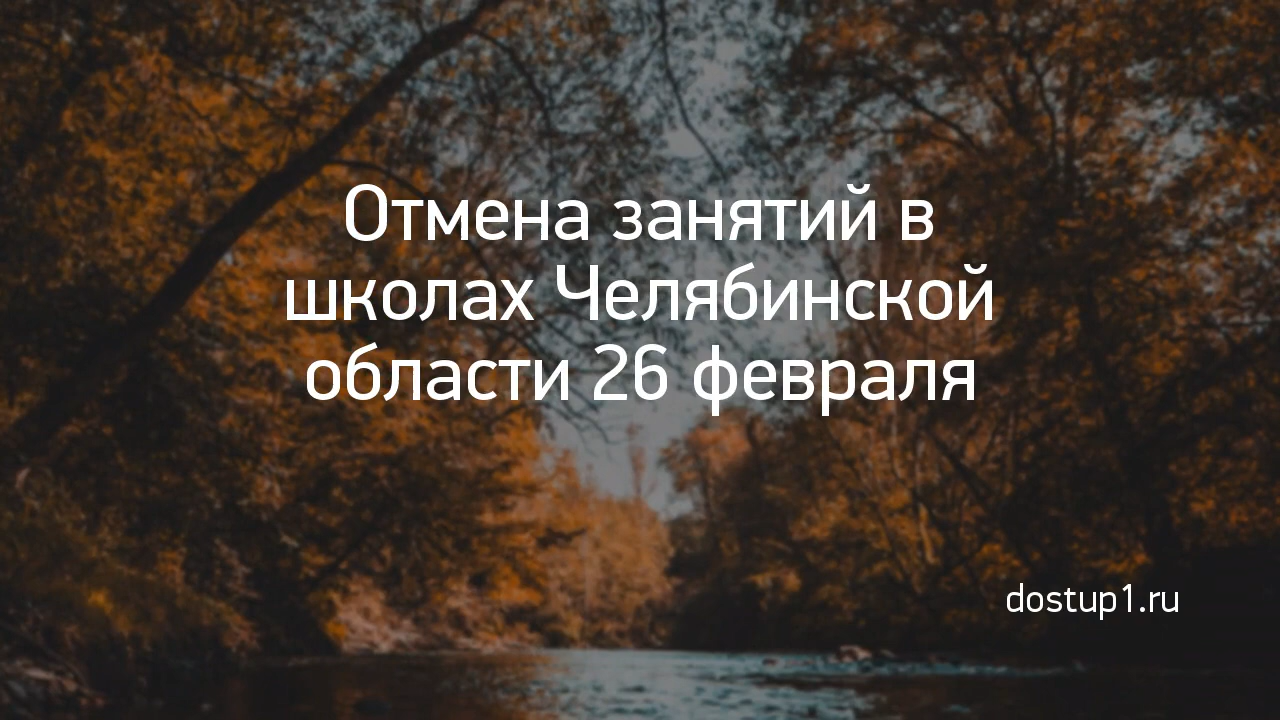 Отмена занятий в
школах Челябинской
области 26 февраля
dostup1.ru